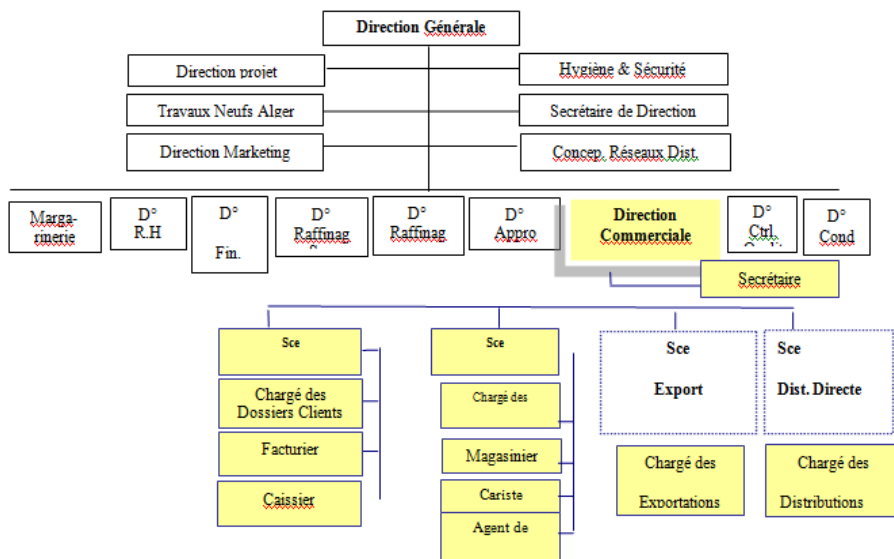 Direction Générale
Direction projet
Hygiène & Sécurité
Travaux Neufs Alger
Secrétaire de Direction
Direction Marketing
Concep. Réseaux Dist.
Marga-
rinerie
D°
R.H
D°
Fin.
D°
Raffinag
D°
Raffinag
D°
Appro
Direction
Commerciale
D°
Ctrl.
D°
Cond
Secrétaire
Sce
Chargé des
Dossiers Clients
Facturier
Caissier
Sce
Chargé des
Magasinier
Cariste
Agent de
Sce
Export
Sce
Dist. Directe
Chargé des
Exportations
Chargé des
Distributions